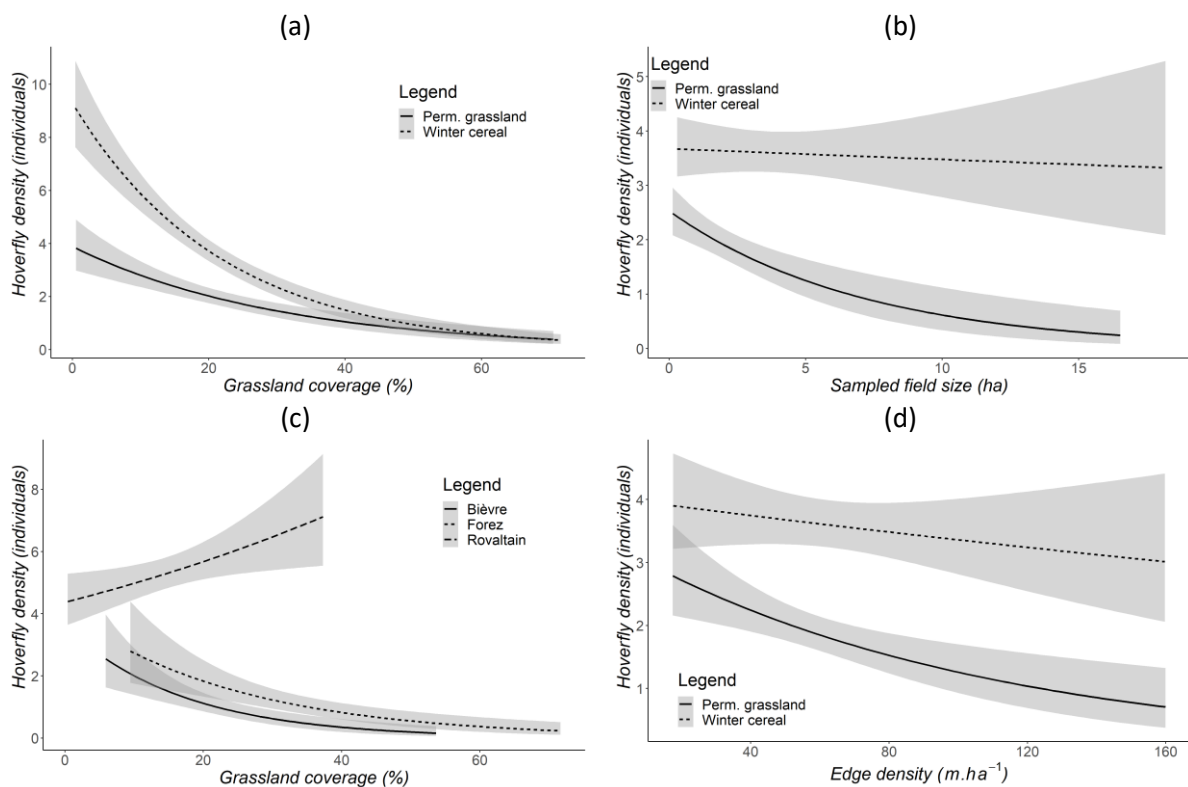 (a)
Hoverfly density (individuals)
10
8
6
4
2
0
Legend
Perm. grassland
Winter cereal
0 20 40 60
Grassland coverage (%)
(b)
Hoverfly density (individuals)
5
4
3
2
1
0
Legend
Perm. grassland
Winter cereal
0 5 10 15
Sampled field size (ha)
(c)
Hoverfly density (individuals)
8
6
4
2
0
Legend
Bièvre
Forez
Rovaltain
0 20 40 60
Grassland coverage (%)
(d)
Hoverfly density (individuals)
4
3
2
1
Legend
Perm. grassland
Winter cereal
40 80 120 160
Edge density (m.ha⁻¹)